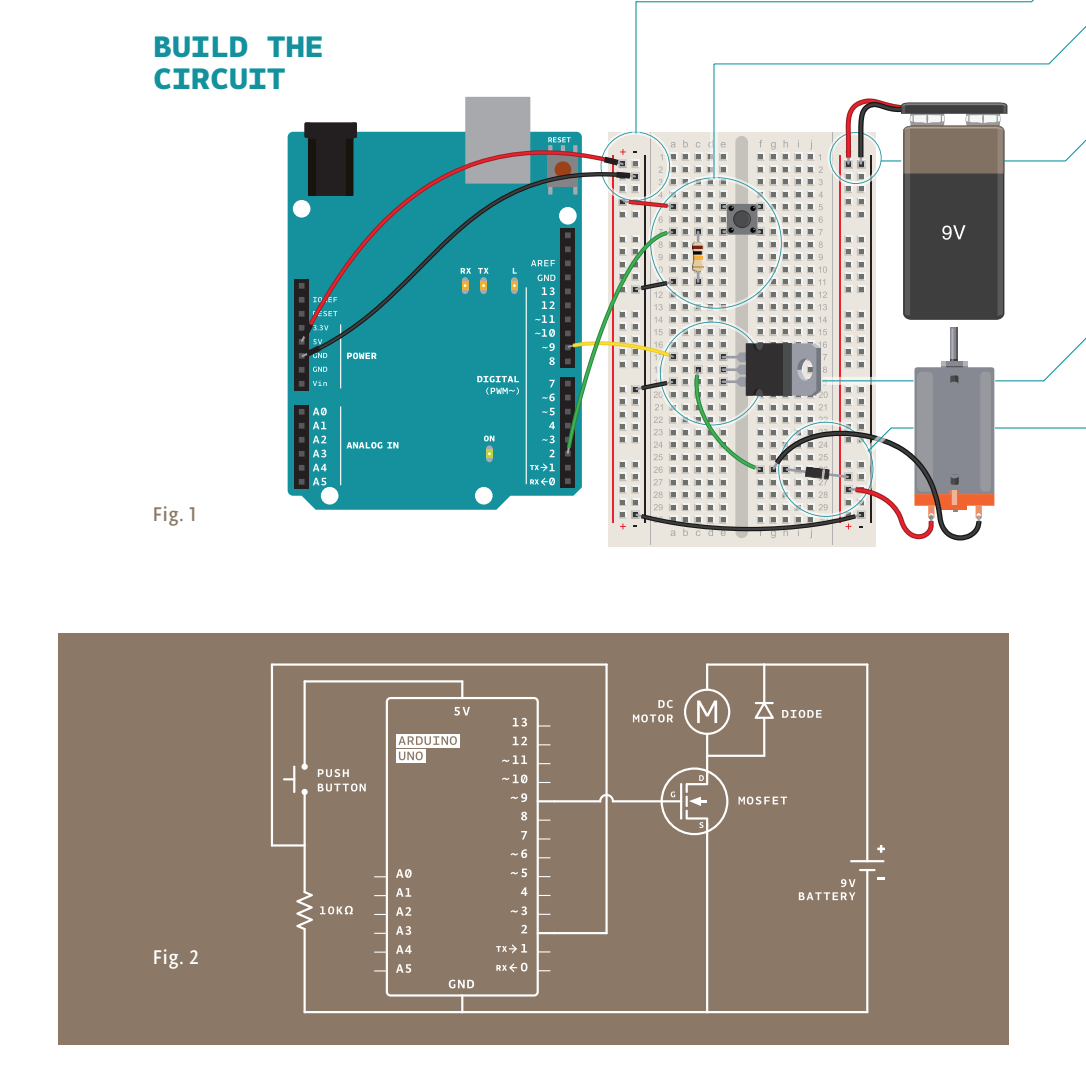 BUILD THE
CIRCUIT
RESET
+ -
a b c d e
f g h i j
9V
AREF
GND
13
12
~11
~10
~9
8
RX TX L
IOREF
RESET
3.3V
5V
GND
GND
Vin
POWER
DIGITAL
(PWM~)
7
~6
~5
4
~3
2
TX→1
RX←0
A0
A1
A2
A3
A4
A5
ANALOG IN
ON
+ -
a b c d e
f g h i j
+ -
Fig. 1
5V
ARDUINO
UNO
13
12
~11
~10
~9
8
7
~6
~5
4
~3
2
TX→1
RX←0
A0
A1
A2
A3
A4
A5
GND
PUSH
BUTTON
10KΩ
DC
MOTOR
M
DIODE
D
G
S
MOSFET
+
-
9V
BATTERY
Fig. 2